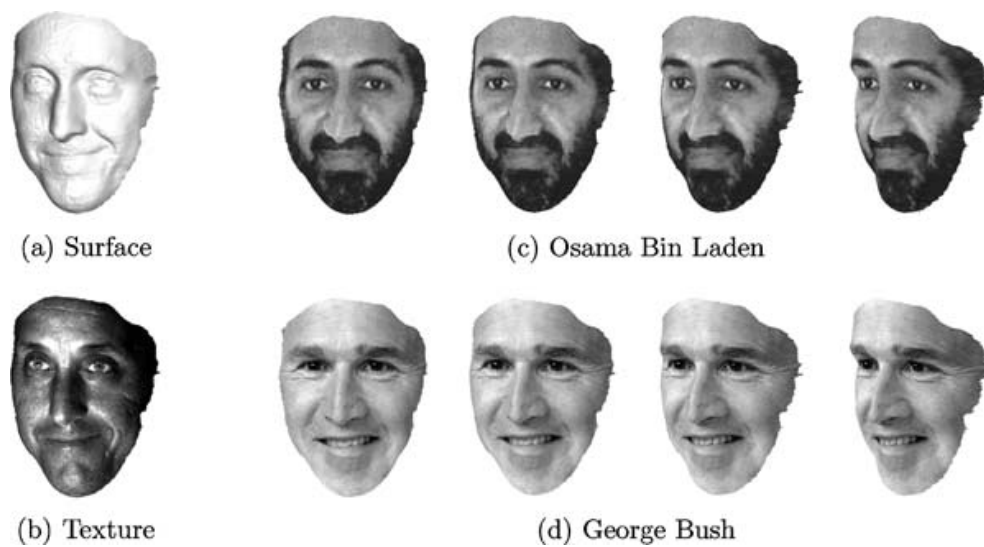 (a) Surface
(c) Osama Bin Laden
(b) Texture
(d) George Bush